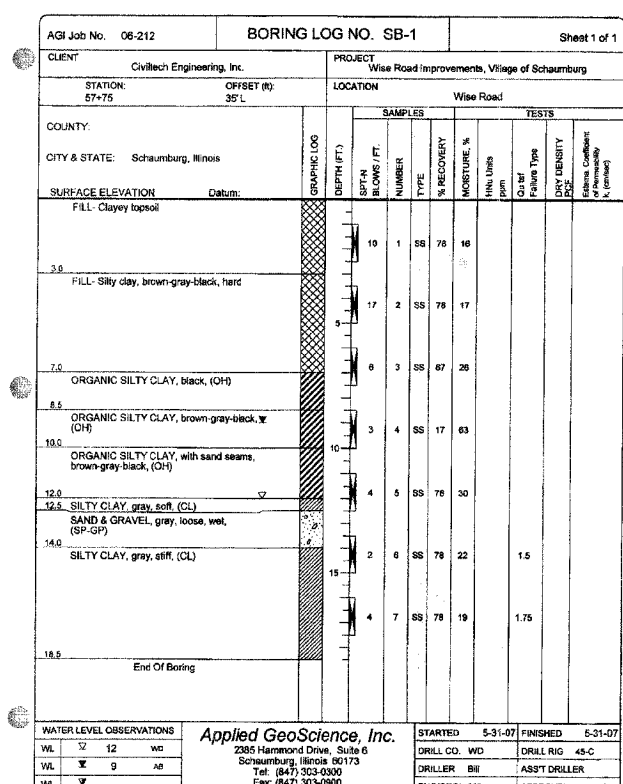 AGI Job No. 06-212
BORING LOG NO. SB-1
Sheet 1 of 1
CLIENT
Civiltech Engineering, Inc.
PROJECT
Wise Road Improvements, Village of Schaumburg
STATION:
57+75
OFFSET (ft):
35'L
LOCATION
Wise Road
COUNTY:
CITY & STATE: Schaumburg, Illinois
SURFACE ELEVATION Datum:
GRAPHIC LOG
DEPTH (FT.)
SAMPLES
SPT-N
BLOWS / FT.
NUMBER
TYPE
% RECOVERY
TESTS
MOISTURE, %
HNu Units
ppm
Qu tsf
Failure Type
DRY DENSITY
PCF
Coefficient
of Permeability
k, (cm/sec)
FILL- Clayey topsoil
10 1 SS 78 16
3.0
FILL- Silty clay, brown-gray-black, hard
17 2 SS 78 17
5
6 3 SS 67 26
7.0
ORGANIC SILTY CLAY, black, (OH)
8.5
ORGANIC SILTY CLAY, brown-gray-black,
(OH)
3 4 SS 17 63
10.0
10
ORGANIC SILTY CLAY, with sand seams,
brown-gray-black, (OH)
4 5 SS 78 30
12.0
12.5 SILTY CLAY, gray, soft, (CL)
SAND & GRAVEL, gray, loose, wet,
(SP-GP)
14.0
SILTY CLAY, gray, stiff, (CL)
2 6 SS 78 22 1.5
15
4 7 SS 78 19 1.75
18.5
End Of Boring
WATER LEVEL OBSERVATIONS
WL 12 WD
WL 9 AB
WL
Applied GeoScience, Inc.
2385 Hammond Drive, Suite 6
Schaumburg, Illinois 60173
Tel: (847) 303-0300
Fax: (847) 303-0900
STARTED 5-31-07 FINISHED 5-31-07
DRILL CO. WD DRILL RIG 45-C
DRILLER Bill ASS'T DRILLER